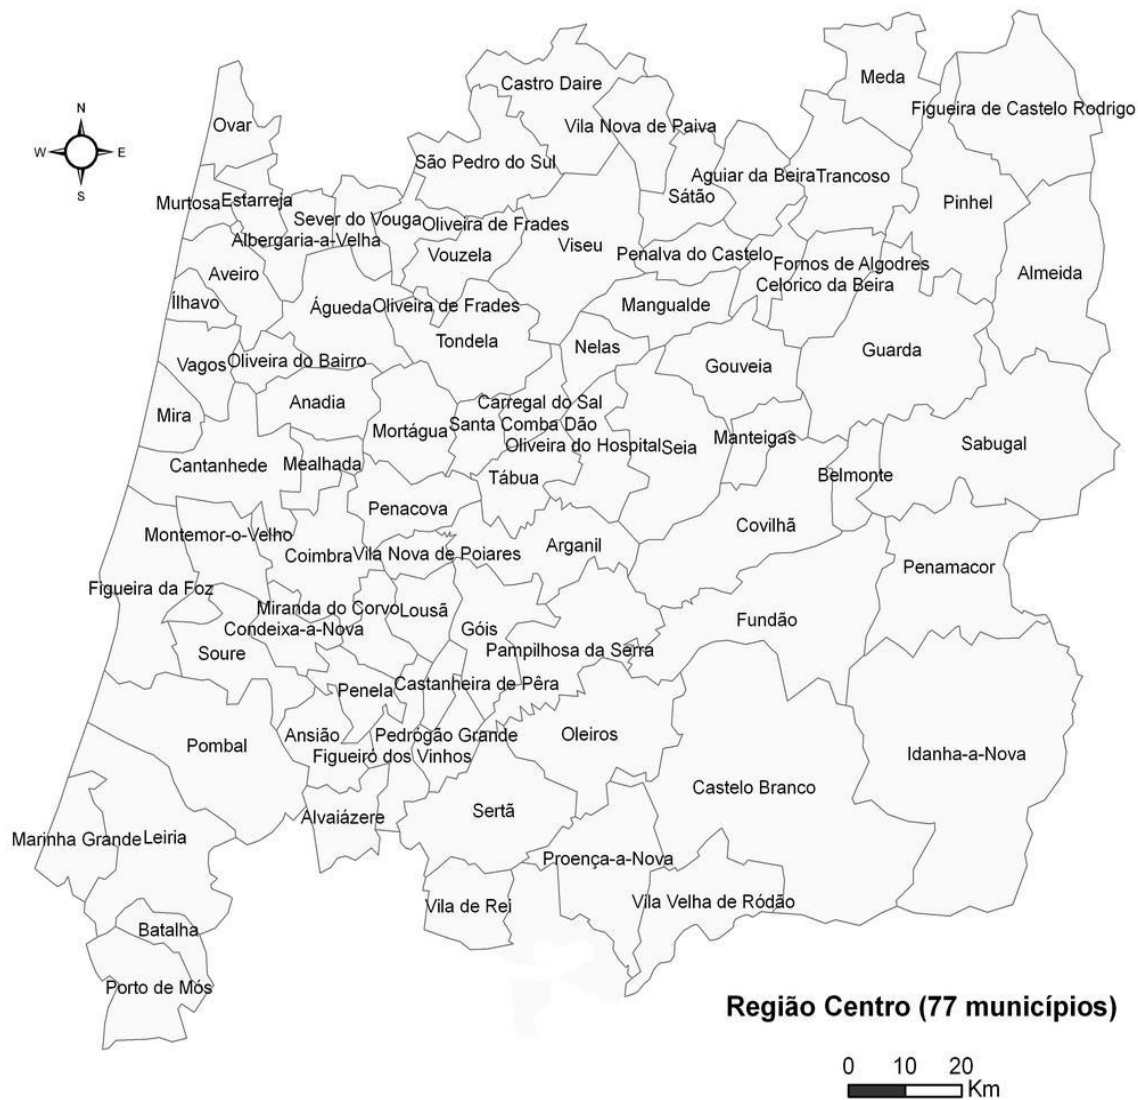 Meda
Castro Daire
Figueira de Castelo Rodrigo
N
Ovar
Vila Nova de Paiva
W
E
São Pedro do Sul
S
Aguiar da Beira
Trancoso
Sátão
Murtosa
Estarreja
Pinhel
Sever do Vouga
Oliveira de Frades
Albergaria-a-Velha
Viseu
Vouzela
Penalva do Castelo
Fornos de Algodres
Aveiro
Almeida
Celorico da Beira
Ílhavo
Águeda
Oliveira de Frades
Mangualde
Tondela
Nelas
Guarda
Vagos
Oliveira do Bairro
Gouveia
Anadia
Carregal do Sal
Mira
Santa Comba Dão
Mortágua
Manteigas
Oliveira do Hospital
Seia
Sabugal
Cantanhede
Mealhada
Belmonte
Tábua
Penacova
Covilhã
Montemor-o-Velho
Arganil
Coimbra
Vila Nova de Poiares
Penamacor
Figueira da Foz
Miranda do Corvo
Lousã
Fundão
Condeixa-a-Nova
Góis
Pampilhosa da Serra
Soure
Castanheira de Pêra
Penela
Ansião
Pedrógão Grande
Oleiros
Pombal
Figueiró dos Vinhos
Idanha-a-Nova
Castelo Branco
Sertã
Alvaiázere
Marinha Grande
Leiria
Proença-a-Nova
Vila Velha de Ródão
Vila de Rei
Batalha
Porto de Mós
Região Centro (77 municípios)
0 10 20
Km